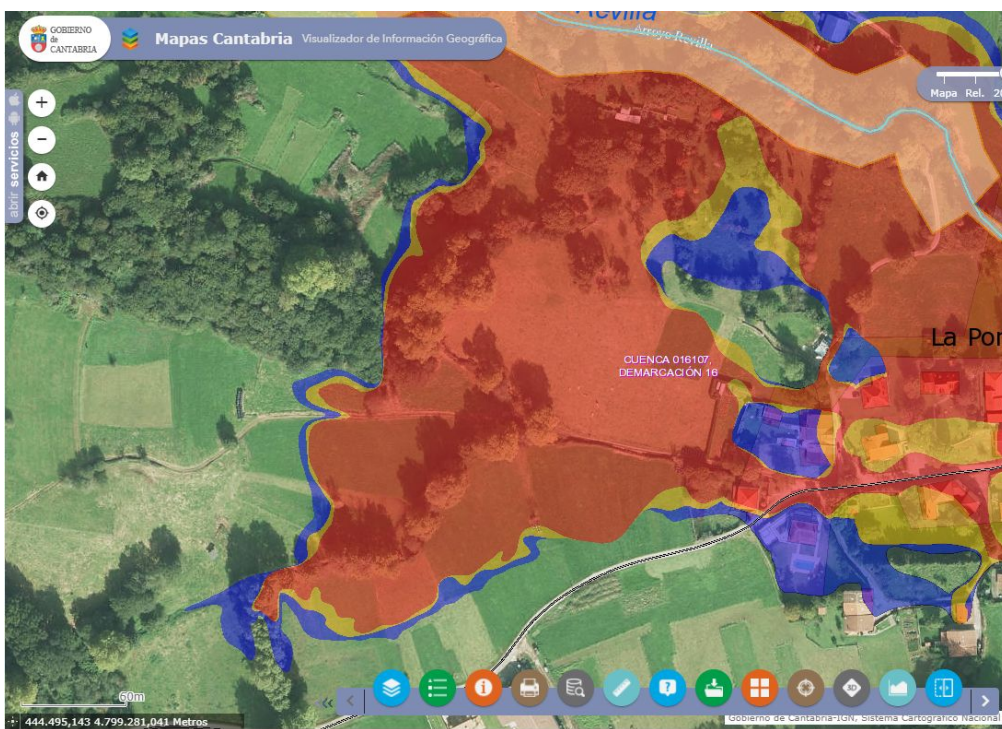 Revilla
Arroyo Revilla
GOBIERNO
de
CANTABRIA
Mapas Cantabria Visualizador de Información Geográfica
Mapa Rel. 20
abrir servicios
+
−
La Por
CUENCA 016107,
DEMARCACIÓN 16
60m
444.495,143 4.799.281,041 Metros
3D
Gobierno de Cantabria-IGN, Sistema Cartográfico Nacional